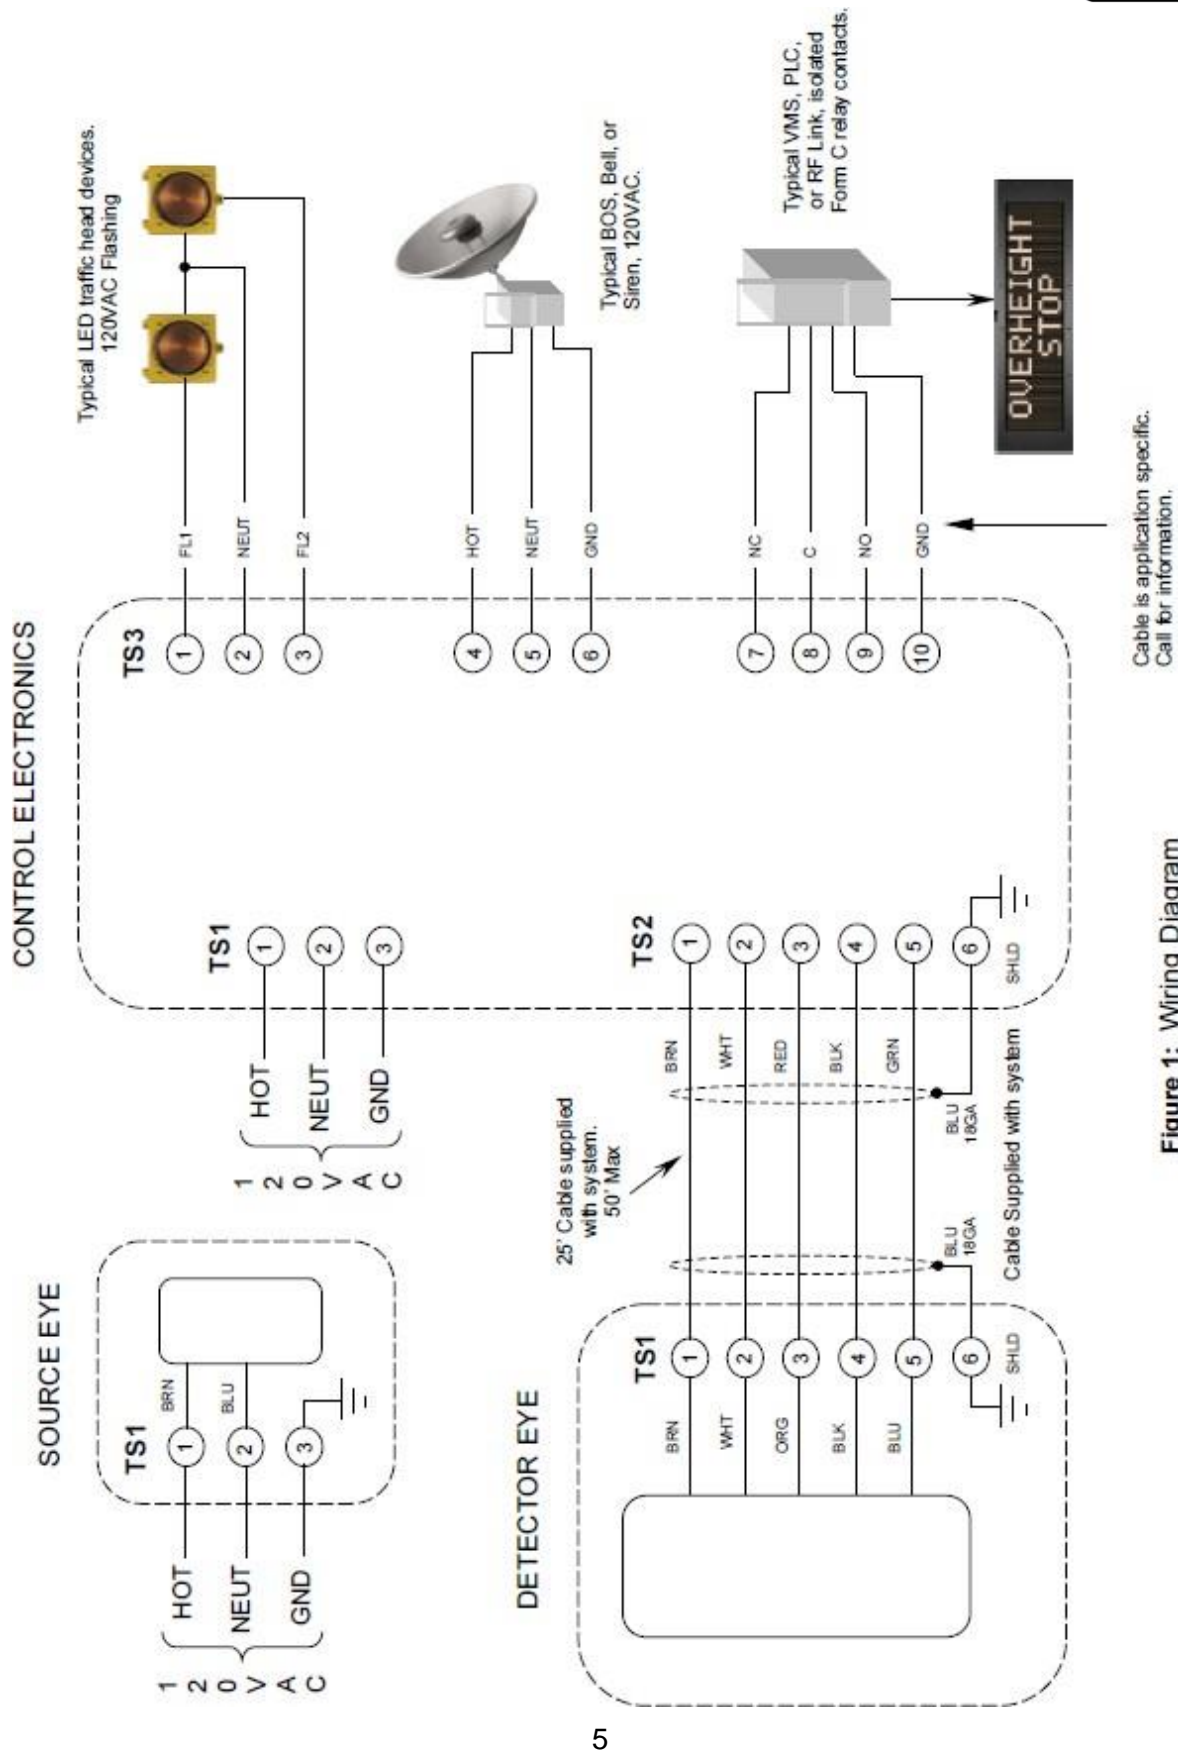 CONTROL ELECTRONICS
SOURCE EYE
1 2 0 V A C
HOT
NEUT
GND
TS1
1
2
3
BRN
BLU
1 2 0 V A C
HOT
NEUT
GND
TS1
1
2
3
TS3
1
2
3
FL1
NEUT
FL2
Typical LED traffic head devices.
120VAC Flashing
4
5
6
HOT
NEUT
GND
Typical BOS, Bell, or
Siren, 120VAC.
7
8
9
10
NC
C
NO
GND
Typical VMS, PLC,
or RF Link, isolated
Form C relay contacts.
OVERHEIGHT
STOP
Cable is application specific.
Call for information.
DETECTOR EYE
BRN
WHT
ORG
BLK
BLU
TS1
1
2
3
4
5
6
SHLD
25' Cable supplied
with system.
50' Max
BLU
18GA
BLU
18GA
Cable Supplied with system
BRN
WHT
RED
BLK
GRN
TS2
1
2
3
4
5
6
SHLD
Figure 1: Wiring Diagram
5